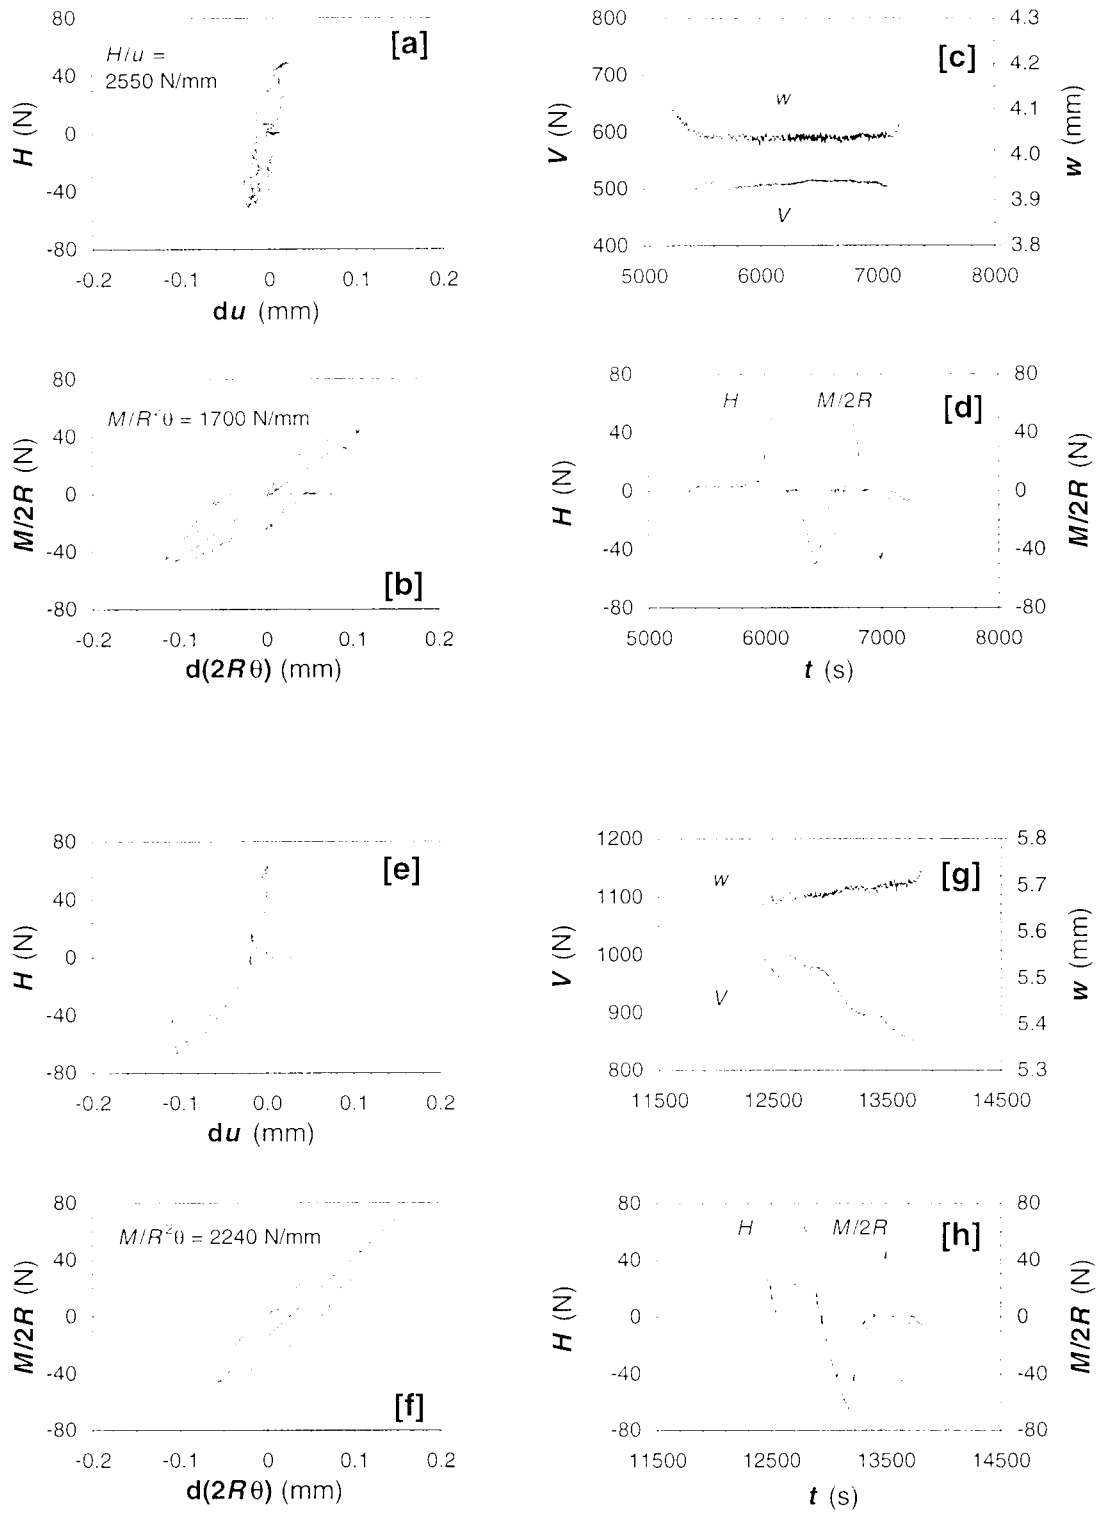 80
40
0
-40
-80
H (N)
H/u =
2550 N/mm
[a]
-0.2
-0.1
0
0.1
0.2
du (mm)
800
700
600
500
400
V (N)
w
V
[c]
4.3
4.2
4.1
4.0
3.9
3.8
w (mm)
5000
6000
7000
8000
80
40
0
-40
-80
M/2R (N)
M/R²θ = 1700 N/mm
[b]
-0.2
-0.1
0
0.1
0.2
d(2Rθ) (mm)
80
40
0
-40
-80
H (N)
H
M/2R
[d]
80
40
0
-40
-80
M/2R (N)
5000
6000
7000
8000
t (s)
80
40
0
-40
-80
H (N)
[e]
-0.2
-0.1
0.0
0.1
0.2
du (mm)
1200
1100
1000
900
800
V (N)
w
V
[g]
5.8
5.7
5.6
5.5
5.4
5.3
w (mm)
11500
12500
13500
14500
80
40
0
-40
-80
M/2R (N)
M/R²θ = 2240 N/mm
[f]
-0.2
-0.1
0
0.1
0.2
d(2Rθ) (mm)
80
40
0
-40
-80
H (N)
H
M/2R
[h]
80
40
0
-40
-80
M/2R (N)
11500
12500
13500
14500
t (s)